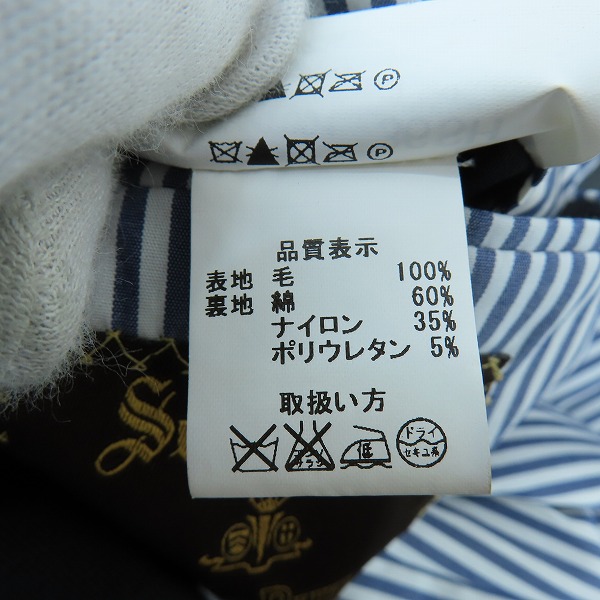 P
P
品質表示
表地 毛 100%
裏地 綿 60%
ナイロン 35%
ポリウレタン 5%
取扱い方
低
ドライ
セキユ系